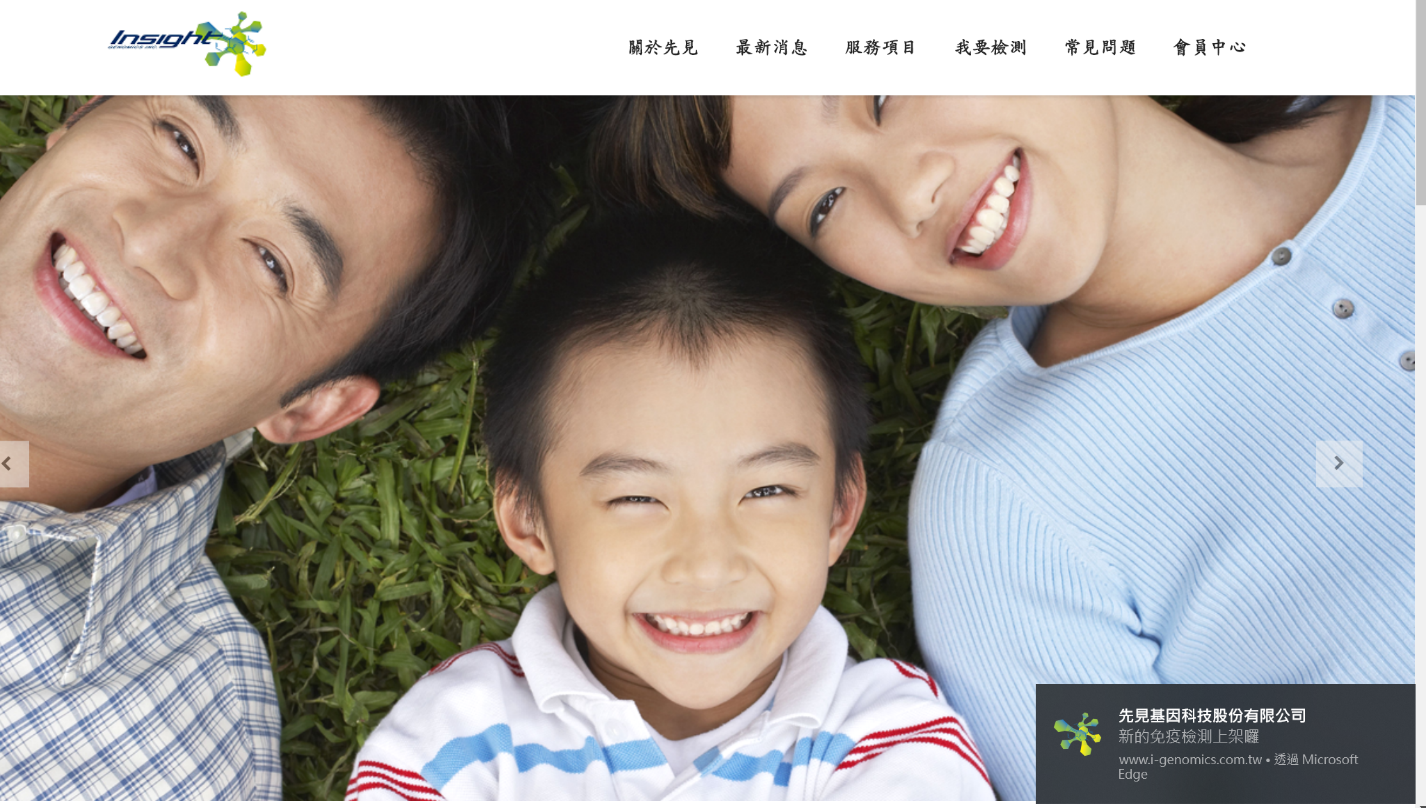 Insight
GENOMICS INC.
關於先見 最新消息 服務項目 我要檢測 常見問題 會員中心
先見基因科技股份有限公司
新的免疫檢測上架囉
www.i-genomics.com.tw • 透過 Microsoft
Edge